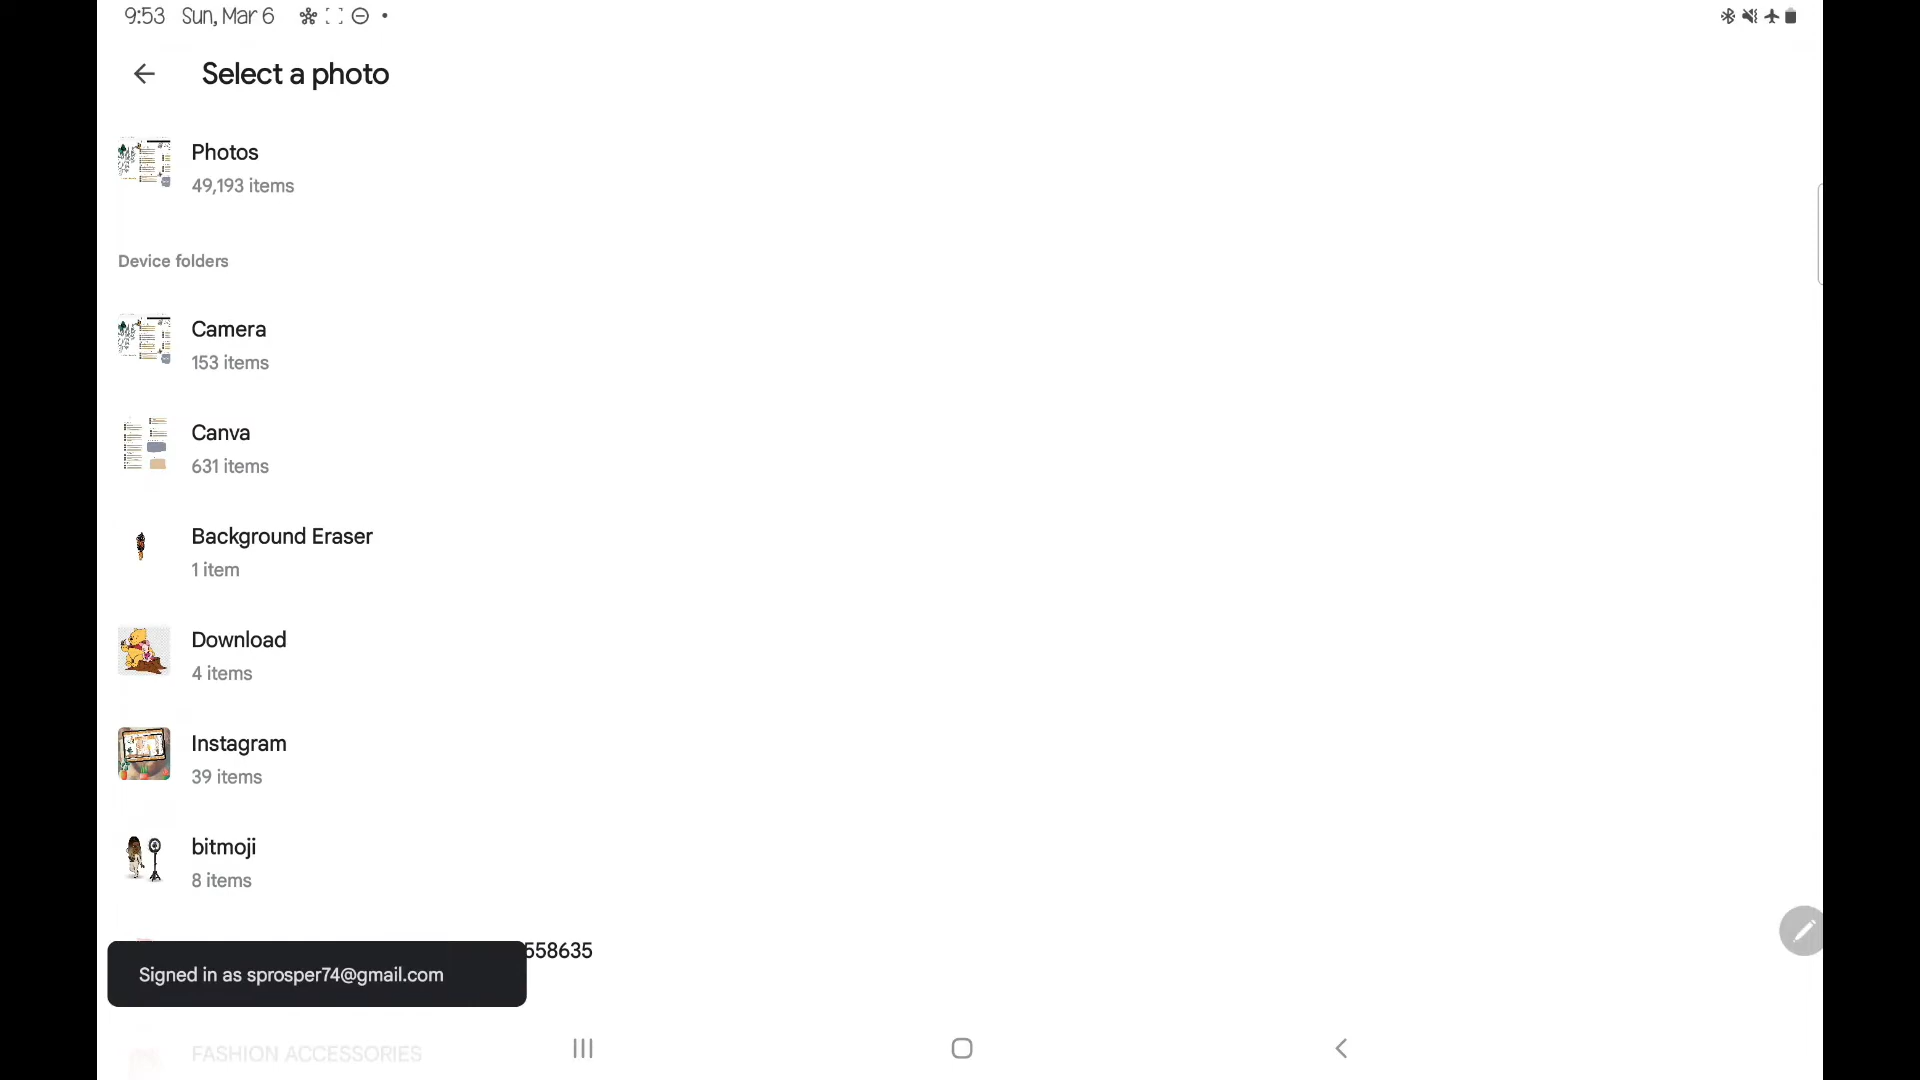 9:53 Sun, Mar 6
Select a photo
Photos
49,193 items
Device folders
Camera
153 items
Canva
631 items
Background Eraser
1 item
Download
4 items
Instagram
39 items
bitmoji
8 items
558635
Signed in as sprosper74@gmail.com
FASHION ACCESSORIES